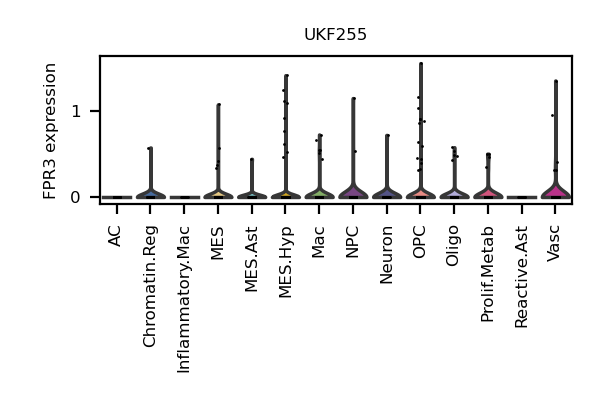 UKF255
FPR3 expression
1
0
AC
Chromatin.Reg
Inflammatory.Mac
MES
MES.Ast
MES.Hyp
Mac
NPC
Neuron
OPC
Oligo
Prolif.Metab
Reactive.Ast
Vasc